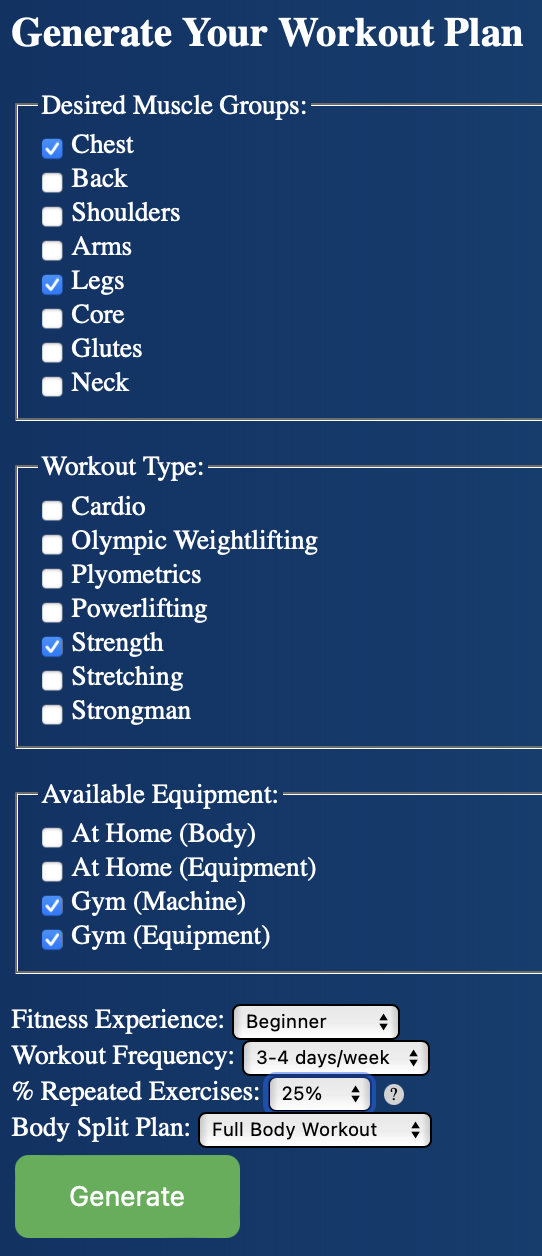 Generate Your Workout Plan
Desired Muscle Groups:
Chest
Back
Shoulders
Arms
Legs
Core
Glutes
Neck
Workout Type:
Cardio
Olympic Weightlifting
Plyometrics
Powerlifting
Strength
Stretching
Strongman
Available Equipment:
At Home (Body)
At Home (Equipment)
Gym (Machine)
Gym (Equipment)
Fitness Experience: Beginner
Workout Frequency: 3-4 days/week
% Repeated Exercises: 25% ?
Body Split Plan: Full Body Workout
Generate